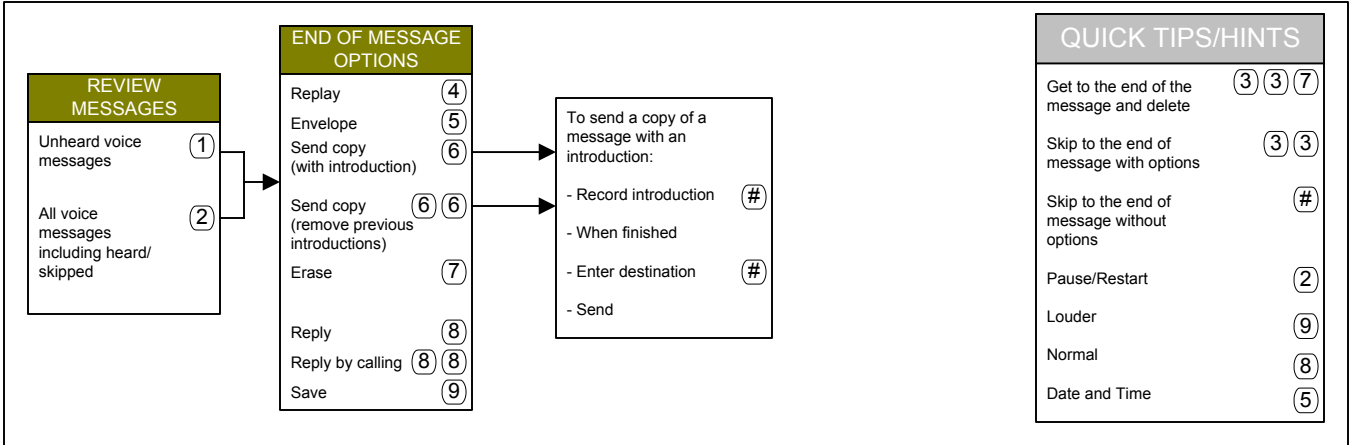 REVIEW
MESSAGES
Unheard voice 1
messages
All voice 2
messages
including heard/
skipped
END OF MESSAGE
OPTIONS
Replay 4
Envelope 5
Send copy 6
(with introduction)
Send copy 6 6
(remove previous
introductions)
Erase 7
Reply 8
Reply by calling 8 8
Save 9
To send a copy of a
message with an
introduction:
- Record introduction #
- When finished
- Enter destination #
- Send
QUICK TIPS/HINTS
Get to the end of the 3 3 7
message and delete
Skip to the end of 3 3
message with options
Skip to the end of #
message without
options
Pause/Restart 2
Louder 9
Normal 8
Date and Time 5